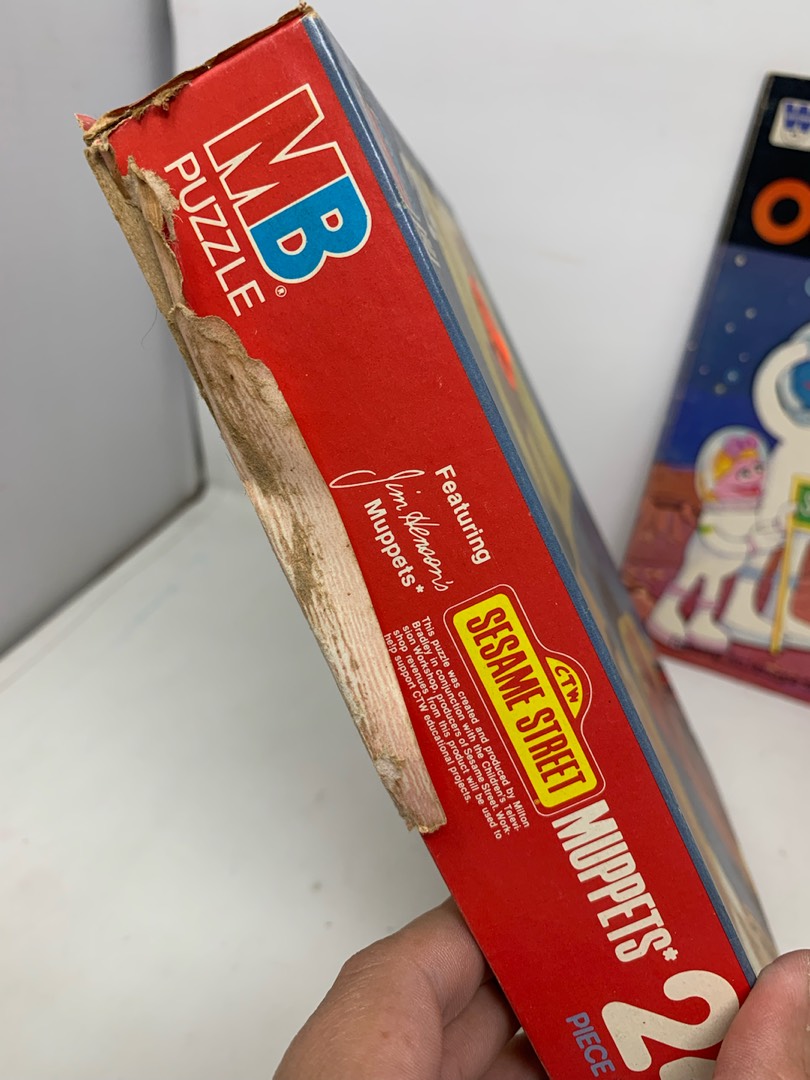 MB®
PUZZLE
Featuring
Jim Henson's
Muppets*
CTW
SESAME STREET
This puzzle was created and produced by Milton
Bradley in conjunction with the Children's Televi-
sion Workshop, producers of Sesame Street. Work-
shop revenues from this product will be used to
help support CTW educational projects.
MUPPETS*
2
PIECE
O